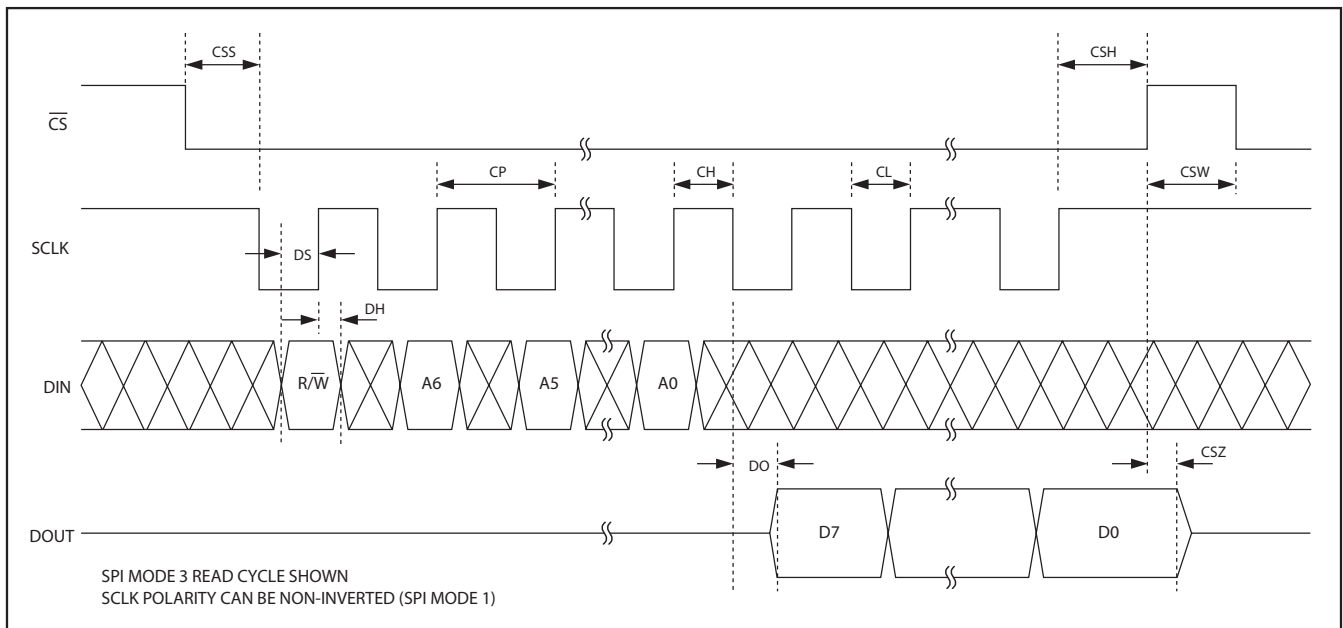 CSS
CSH
C̅S̅
CP
CH
CL
CSW
SCLK
DS
DH
DIN
R/W̅
A6
A5
A0
DO
CSZ
DOUT
D7
D0
SPI MODE 3 READ CYCLE SHOWN
SCLK POLARITY CAN BE NON-INVERTED (SPI MODE 1)